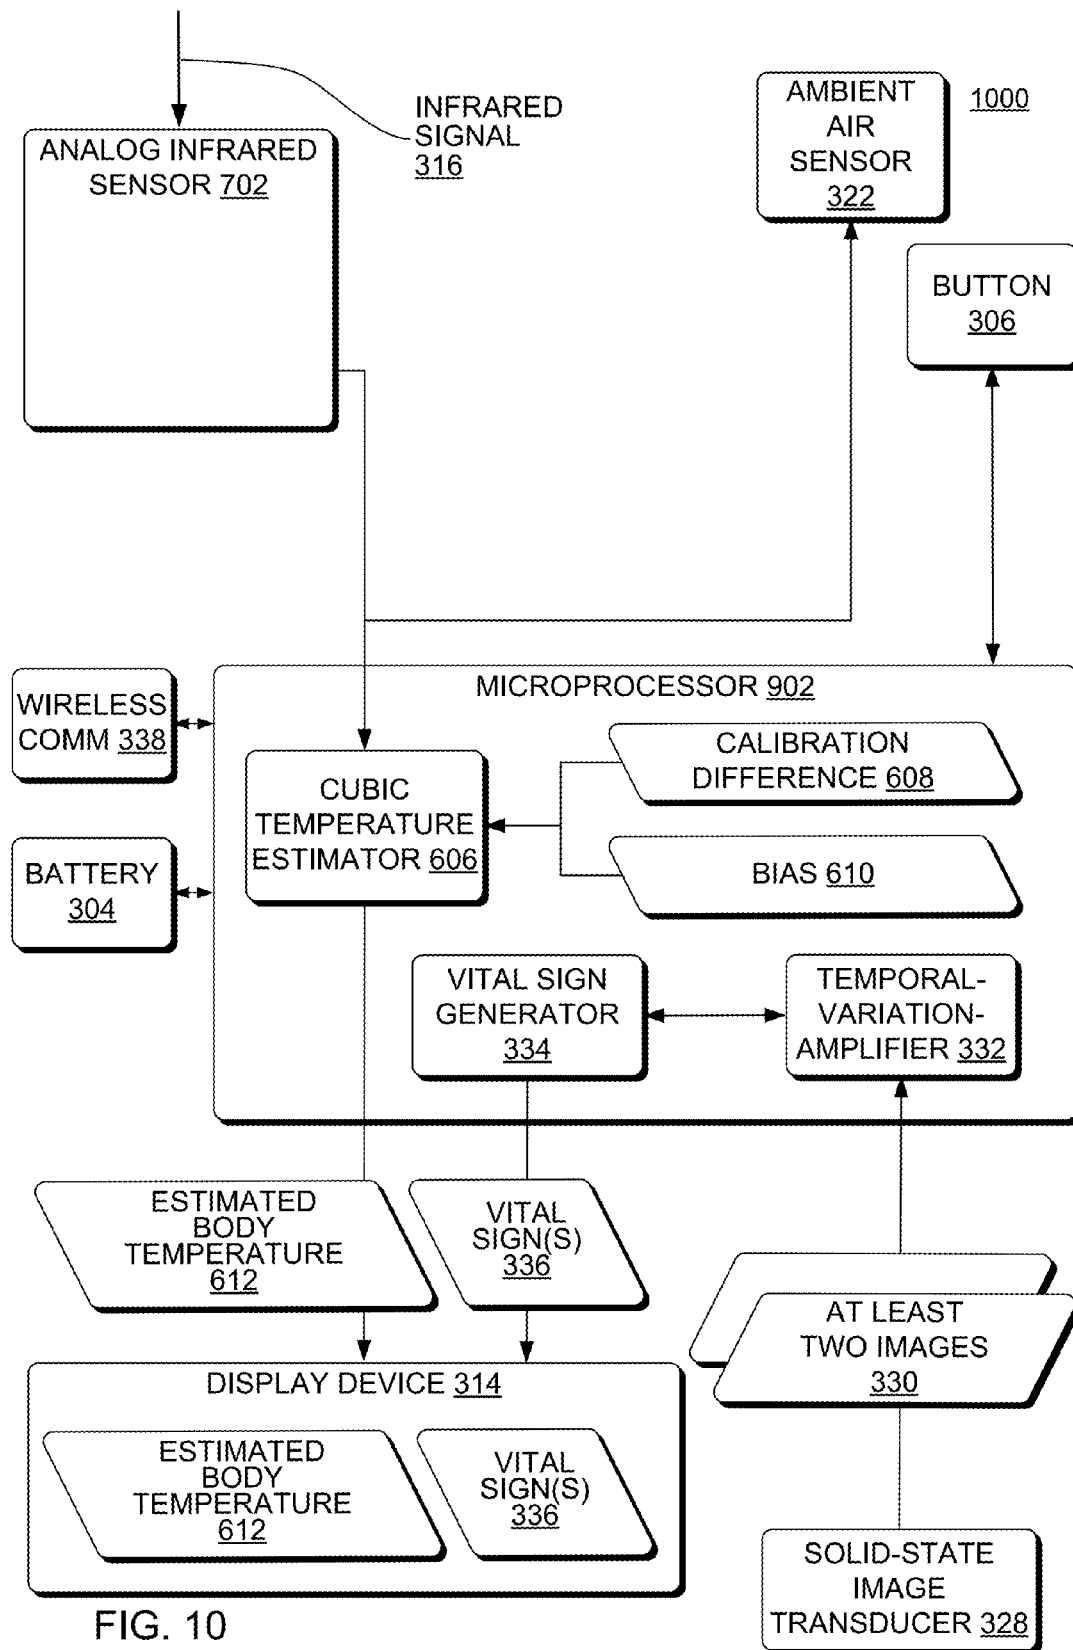 INFRARED
SIGNAL
316
ANALOG INFRARED
SENSOR 702
AMBIENT
AIR
SENSOR
322
1000
BUTTON
306
MICROPROCESSOR 902
WIRELESS
COMM 338
BATTERY
304
CUBIC
TEMPERATURE
ESTIMATOR 606
CALIBRATION
DIFFERENCE 608
BIAS 610
VITAL SIGN
GENERATOR
334
TEMPORAL-
VARIATION-
AMPLIFIER 332
ESTIMATED
BODY
TEMPERATURE
612
VITAL
SIGN(S)
336
AT LEAST
TWO IMAGES
330
DISPLAY DEVICE 314
ESTIMATED
BODY
TEMPERATURE
612
VITAL
SIGN(S)
336
SOLID-STATE
IMAGE
TRANSDUCER 328
FIG. 10